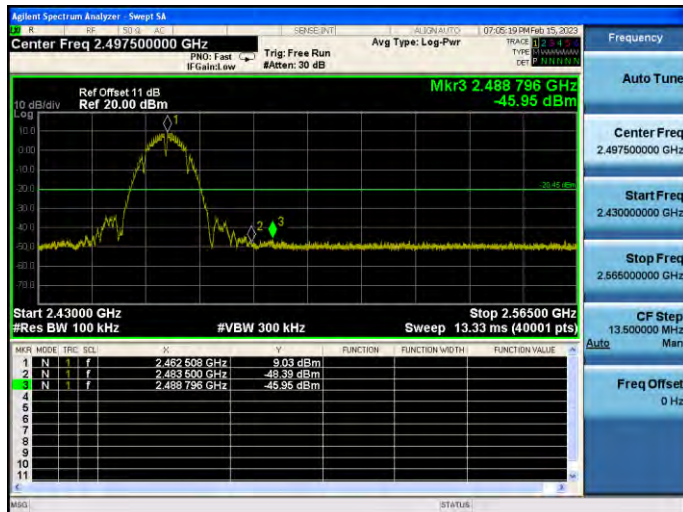 Agilent Spectrum Analyzer - Swept SA
R RF 50 Ω AC SENSE:INT ALIGNAUTO 07:05:19 PM Feb 15, 2023
Center Freq 2.497500000 GHz
PNO: Fast
IFGain:Low
Trig: Free Run
#Atten: 30 dB
Avg Type: Log-Pwr
TRACE 1 2 3 4 5 6
TYPE M
DET P N N N N N
Ref Offset 11 dB
10 dB/div Ref 20.00 dBm
Log
Mkr3 2.488 796 GHz
-45.95 dBm
10.0
0.00
-10.0
-20.0
-30.0
-40.0
-50.0
-60.0
-70.0
1
2
3
-20.45 dBm
Start 2.43000 GHz Stop 2.56500 GHz
#Res BW 100 kHz #VBW 300 kHz Sweep 13.33 ms (40001 pts)
MKR MODE TRC SCL X Y FUNCTION FUNCTION WIDTH FUNCTION VALUE
1 N 1 f 2.462 508 GHz 9.03 dBm
2 N 1 f 2.483 500 GHz -48.39 dBm
3 N 1 f 2.488 796 GHz -45.95 dBm
4
5
6
7
8
9
10
11
MSG STATUS
Frequency
Auto Tune
Center Freq
2.497500000 GHz
Start Freq
2.430000000 GHz
Stop Freq
2.565000000 GHz
CF Step
13.500000 MHz
Auto Man
Freq Offset
0 Hz